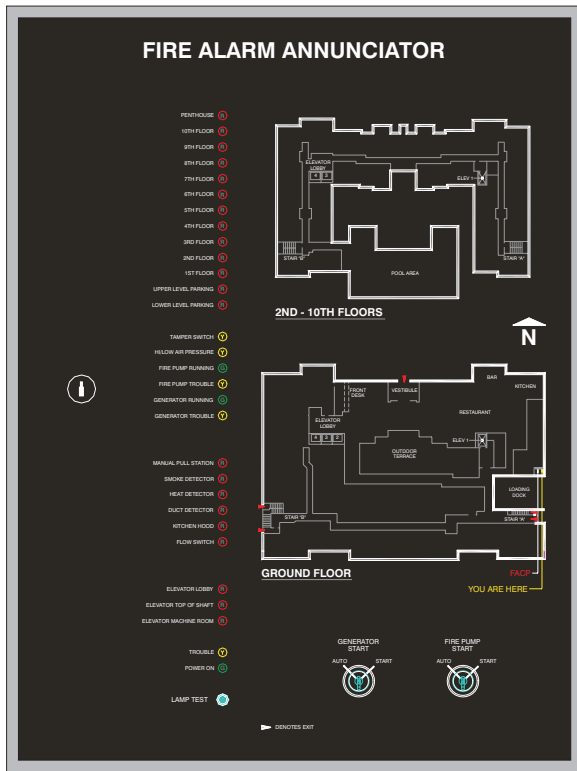 FIRE ALARM ANNUNCIATOR
PENTHOUSE R
10TH FLOOR R
9TH FLOOR R
8TH FLOOR R
7TH FLOOR R
6TH FLOOR R
5TH FLOOR R
4TH FLOOR R
3RD FLOOR R
2ND FLOOR R
1ST FLOOR R
UPPER LEVEL PARKING R
LOWER LEVEL PARKING R
TAMPER SWITCH Y
HI/LOW AIR PRESSURE Y
FIRE PUMP RUNNING G
FIRE PUMP TROUBLE Y
GENERATOR RUNNING G
GENERATOR TROUBLE Y
MANUAL PULL STATION R
SMOKE DETECTOR R
HEAT DETECTOR R
DUCT DETECTOR R
KITCHEN HOOD R
FLOW SWITCH R
ELEVATOR LOBBY R
ELEVATOR TOP OF SHAFT R
ELEVATOR MACHINE ROOM R
TROUBLE Y
POWER ON G
LAMP TEST
ELEVATOR
LOBBY
4 3
ELEV 1
STAIR 'B'
STAIR 'A'
POOL AREA
2ND - 10TH FLOORS
N
FRONT
DESK
VESTIBULE
BAR
KITCHEN
RESTAURANT
ELEVATOR
LOBBY
4 3 2
ELEV 1
OUTDOOR
TERRACE
LOADING
DOCK
STAIR 'B'
STAIR 'A'
GROUND FLOOR
FACP
YOU ARE HERE
GENERATOR
START
AUTO START
FIRE PUMP
START
AUTO START
DENOTES EXIT